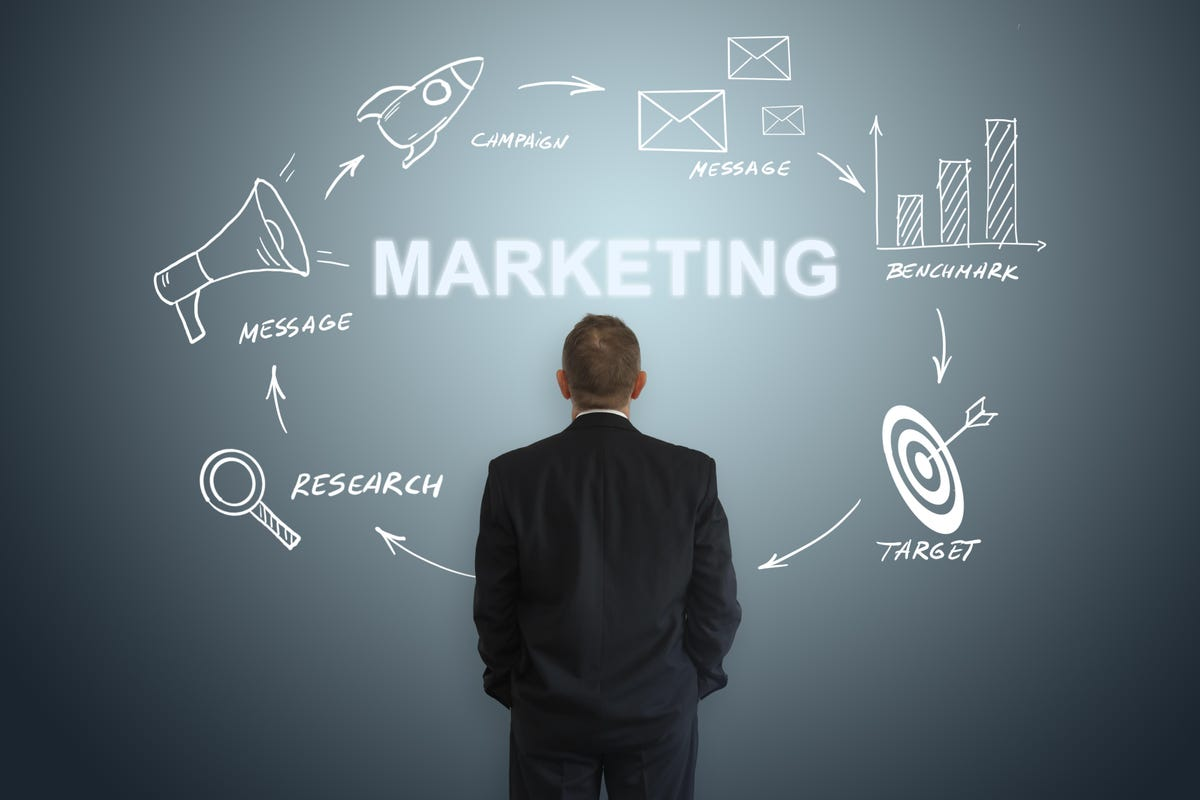 CAMPAiGN
MESSAGE
MARKETING
BENCHMARK
MESSAGE
RESEARCH
TARGET